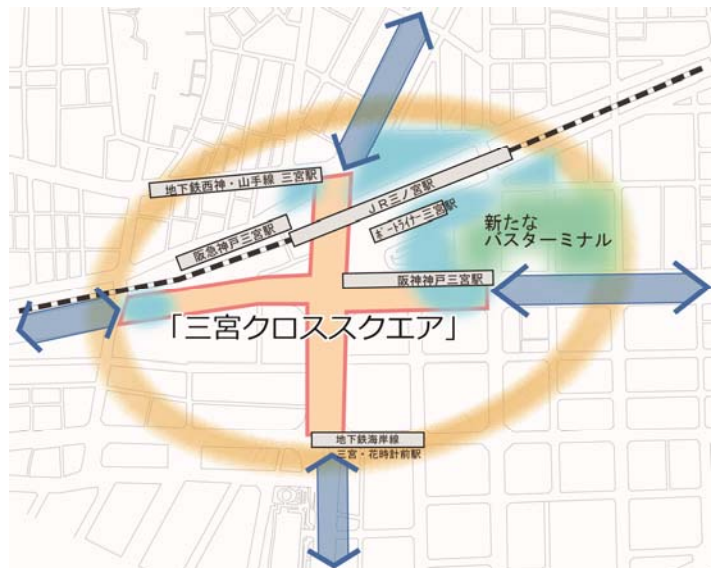 地下鉄西神・山手線 三宮駅
JR三ノ宮駅
ポートライナー三宮駅
阪急神戸三宮駅
新たな
バスターミナル
阪神神戸三宮駅
「三宮クロススクエア」
地下鉄海岸線
三宮・花時計前駅